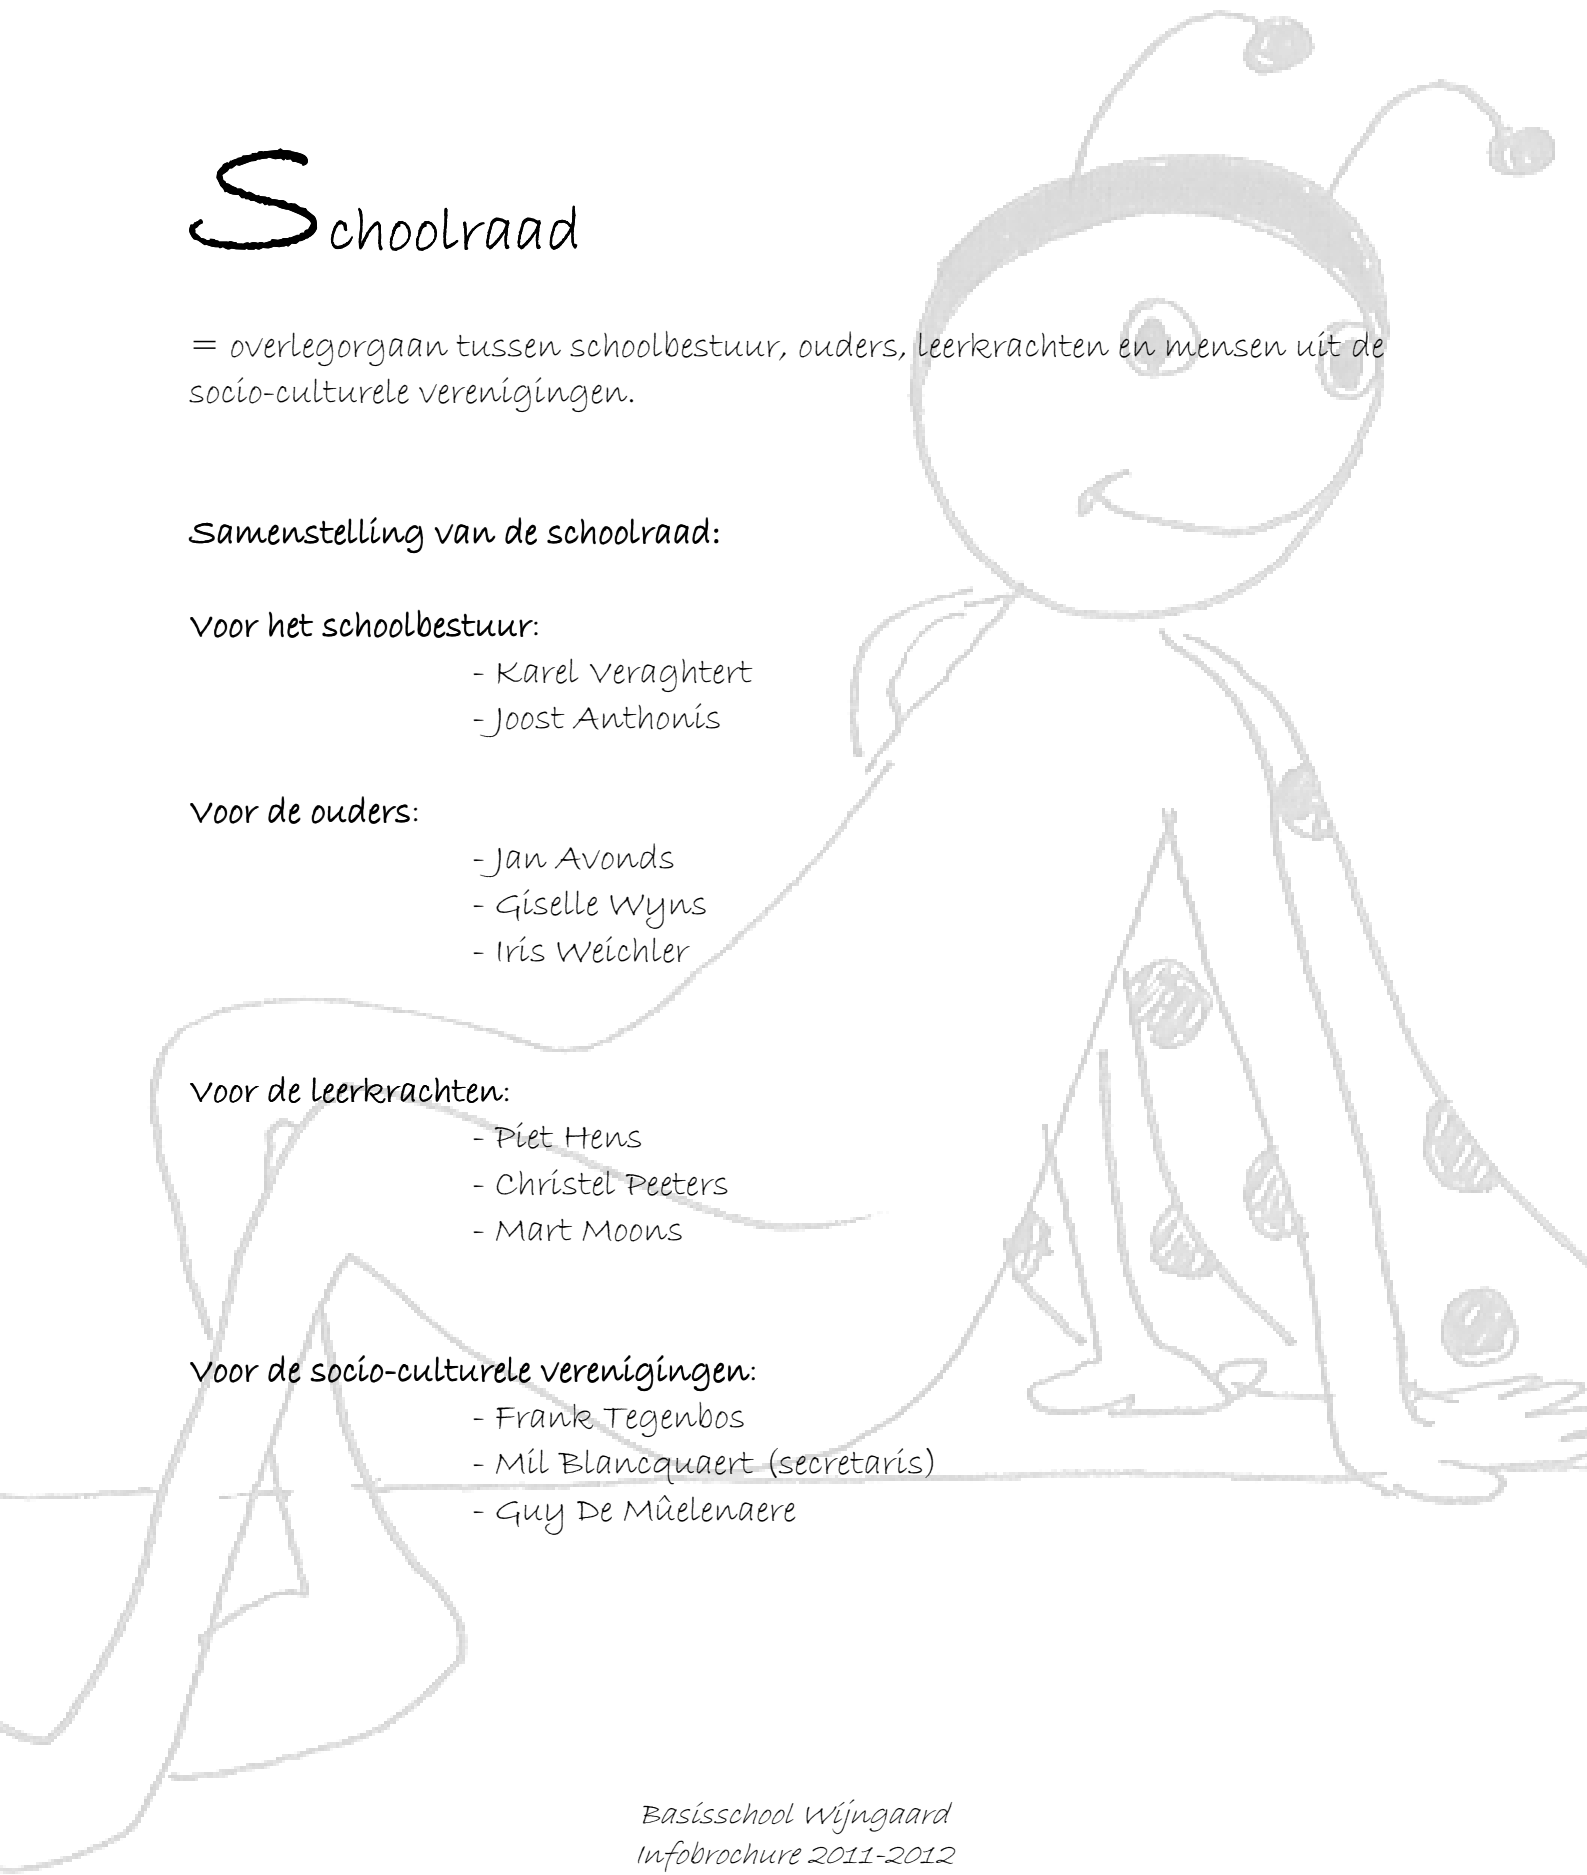 Schoolraad
= overlegorgaan tussen schoolbestuur, ouders, leerkrachten en mensen uit de
socio-culturele verenigingen.
Samenstelling van de schoolraad:
Voor het schoolbestuur:
- Karel Veraghtert
- Joost Anthonis
Voor de ouders:
- Jan Avonds
- Giselle Wyns
- Iris Weichler
Voor de leerkrachten:
- Piet Hens
- Christel Peeters
- Mart Moons
Voor de socio-culturele verenigingen:
- Frank Tegenbos
- Mil Blancquaert (secretaris)
- Guy De Mûelenaere
Basisschool Wijngaard
Infobrochure 2011-2012